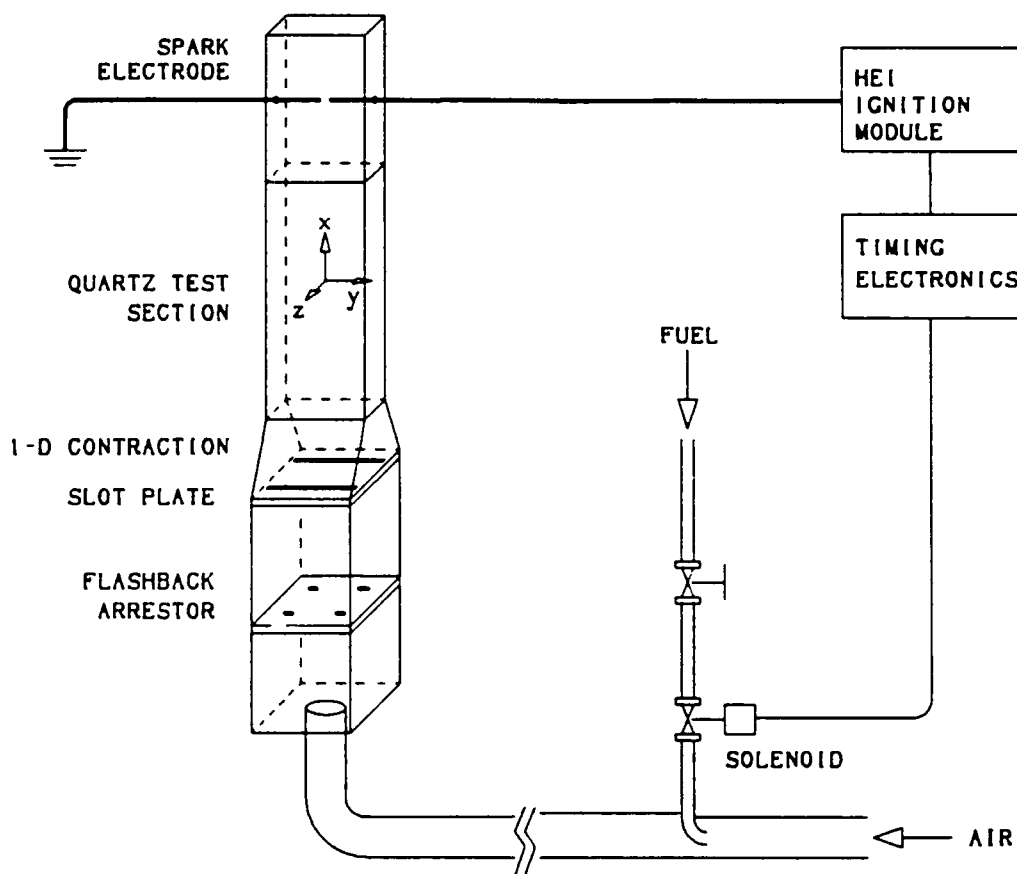 SPARK
ELECTRODE
HEI
IGNITION
MODULE
x
y
z
QUARTZ TEST
SECTION
TIMING
ELECTRONICS
FUEL
1-D CONTRACTION
SLOT PLATE
FLASHBACK
ARRESTOR
SOLENOID
AIR